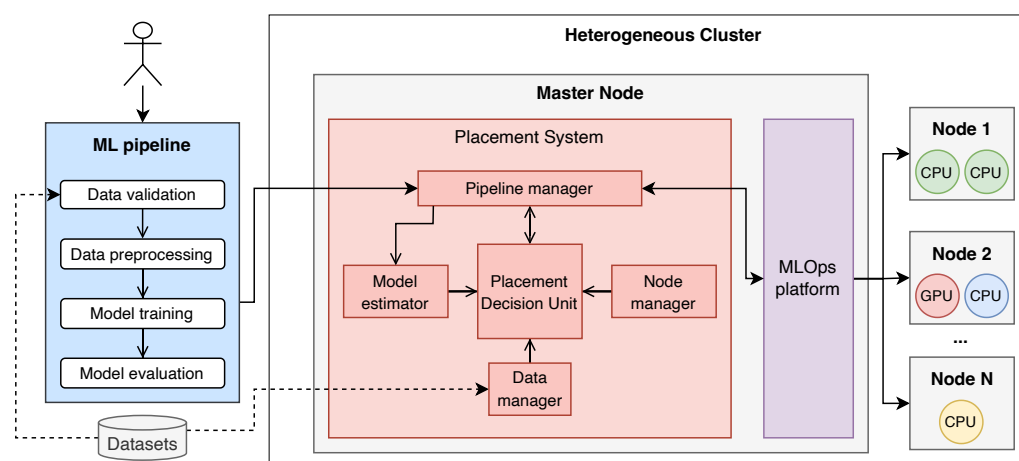 Heterogeneous Cluster
Master Node
ML pipeline
Data validation
Data preprocessing
Model training
Model evaluation
Datasets
Placement System
Pipeline manager
Model
estimator
Placement
Decision Unit
Node
manager
Data
manager
MLOps
platform
Node 1
CPU CPU
Node 2
GPU CPU
...
Node N
CPU